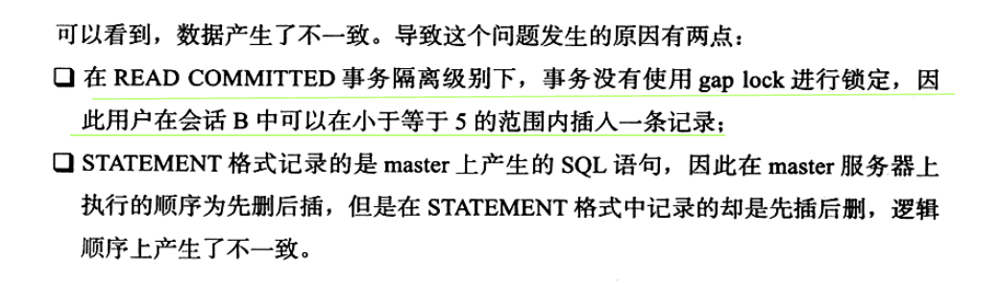 可以看到，数据产生了不一致。导致这个问题发生的原因有两点：
❑ 在 READ COMMITTED 事务隔离级别下，事务没有使用 gap lock 进行锁定，因
此用户在会话 B 中可以在小于等于 5 的范围内插入一条记录；
❑ STATEMENT 格式记录的是 master 上产生的 SQL 语句，因此在 master 服务器上
执行的顺序为先删后插，但是在 STATEMENT 格式中记录的却是先插后删，逻辑
顺序上产生了不一致。